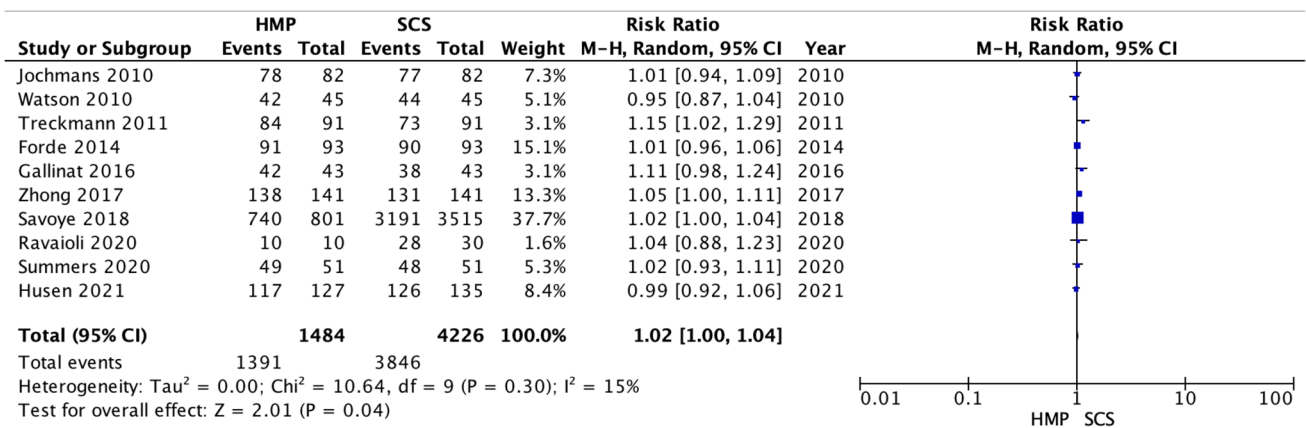 HMP SCS Risk Ratio Risk Ratio
Study or Subgroup Events Total Events Total Weight M-H, Random, 95% CI Year M-H, Random, 95% CI
Jochmans 2010 78 82 77 82 7.3% 1.01 [0.94, 1.09] 2010
Watson 2010 42 45 44 45 5.1% 0.95 [0.87, 1.04] 2010
Treckmann 2011 84 91 73 91 3.1% 1.15 [1.02, 1.29] 2011
Forde 2014 91 93 90 93 15.1% 1.01 [0.96, 1.06] 2014
Gallinat 2016 42 43 38 43 3.1% 1.11 [0.98, 1.24] 2016
Zhong 2017 138 141 131 141 13.3% 1.05 [1.00, 1.11] 2017
Savoye 2018 740 801 3191 3515 37.7% 1.02 [1.00, 1.04] 2018
Ravaioli 2020 10 10 28 30 1.6% 1.04 [0.88, 1.23] 2020
Summers 2020 49 51 48 51 5.3% 1.02 [0.93, 1.11] 2020
Husen 2021 117 127 126 135 8.4% 0.99 [0.92, 1.06] 2021
Total (95% CI) 1484 4226 100.0% 1.02 [1.00, 1.04]
Total events 1391 3846
Heterogeneity: Tau² = 0.00; Chi² = 10.64, df = 9 (P = 0.30); I² = 15%
Test for overall effect: Z = 2.01 (P = 0.04)
0.01 0.1 1 10 100
HMP SCS